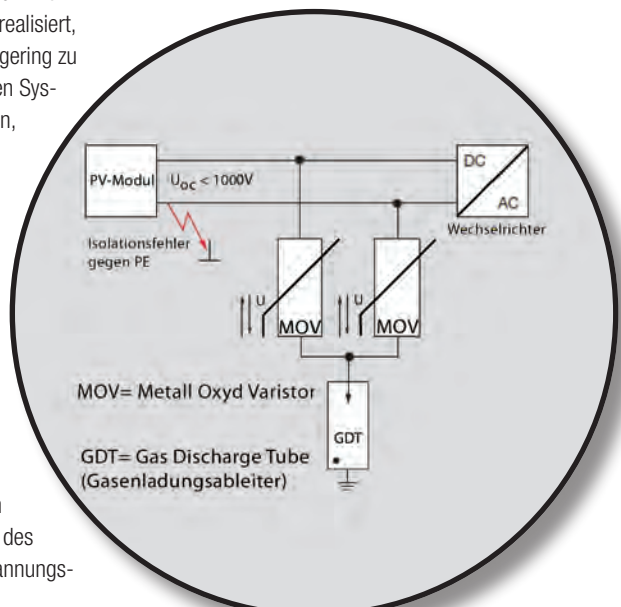 realisiert,
gering zu
en Sys-
n,
PV-Modul
U_OC < 1000V
DC
AC
Wechselrichter
Isolationsfehler
gegen PE
U
MOV
U
MOV
MOV= Metall Oxyd Varistor
GDT
GDT= Gas Discharge Tube
(Gasenladungsableiter)
des
annungs-